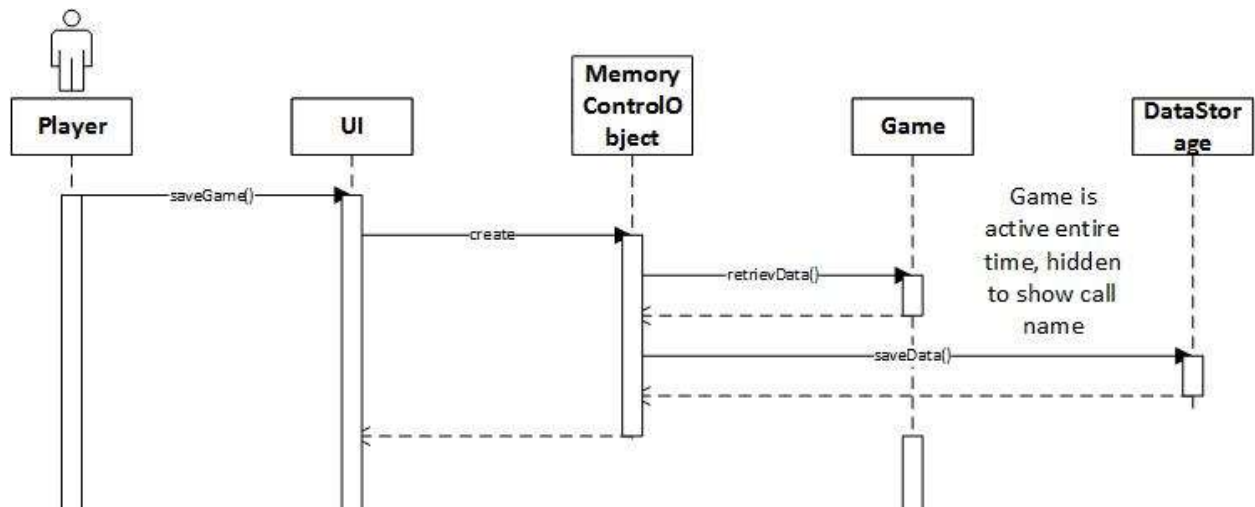 Memory
ControlO
bject
Player
UI
Game
DataStor
age
saveGame()
create
retrievData()
saveData()
Game is
active entire
time, hidden
to show call
name